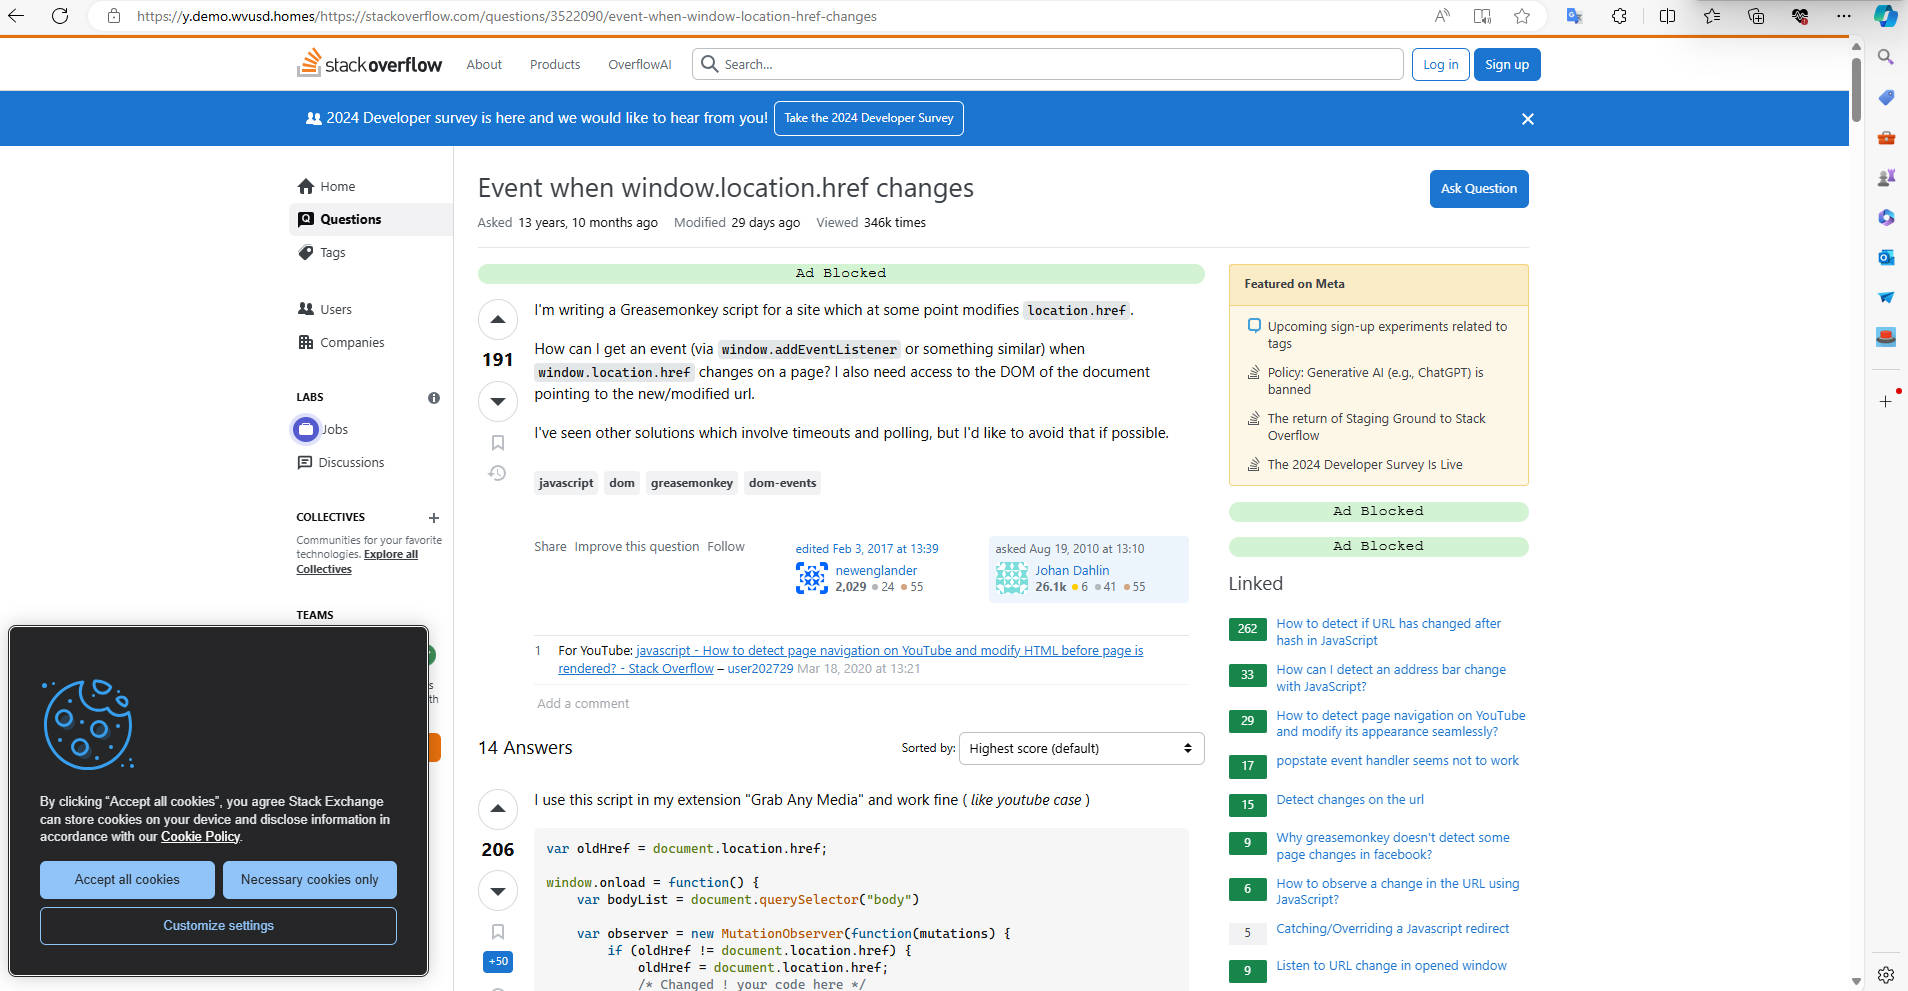 https://y.demo.wvusd.homes/https://stackoverflow.com/questions/3522090/event-when-window-location-href-changes
stackoverflow
About
Products
OverflowAI
Search...
Log in
Sign up
2024 Developer survey is here and we would like to hear from you!
Take the 2024 Developer Survey
Home
Questions
Tags
Users
Companies
LABS
Jobs
Discussions
COLLECTIVES
Communities for your favorite
technologies. Explore all
Collectives
TEAMS
s
th
By clicking “Accept all cookies”, you agree Stack Exchange
can store cookies on your device and disclose information in
accordance with our Cookie Policy.
Accept all cookies
Necessary cookies only
Customize settings
Event when window.location.href changes
Ask Question
Asked 13 years, 10 months ago Modified 29 days ago Viewed 346k times
Ad Blocked
191
I'm writing a Greasemonkey script for a site which at some point modifies location.href.
How can I get an event (via window.addEventListener or something similar) when
window.location.href changes on a page? I also need access to the DOM of the document
pointing to the new/modified url.
I've seen other solutions which involve timeouts and polling, but I'd like to avoid that if possible.
javascript dom greasemonkey dom-events
Share Improve this question Follow
edited Feb 3, 2017 at 13:39
newenglander
2,029 24 55
asked Aug 19, 2010 at 13:10
Johan Dahlin
26.1k 6 41 55
1 For YouTube: javascript - How to detect page navigation on YouTube and modify HTML before page is
rendered? - Stack Overflow – user202729 Mar 18, 2020 at 13:21
Add a comment
14 Answers
Sorted by:
Highest score (default)
206
+50
I use this script in my extension "Grab Any Media" and work fine ( like youtube case )
var oldHref = document.location.href;
window.onload = function() {
var bodyList = document.querySelector("body")
var observer = new MutationObserver(function(mutations) {
if (oldHref != document.location.href) {
oldHref = document.location.href;
/* Changed ! your code here */
Featured on Meta
Upcoming sign-up experiments related to
tags
Policy: Generative AI (e.g., ChatGPT) is
banned
The return of Staging Ground to Stack
Overflow
The 2024 Developer Survey Is Live
Ad Blocked
Ad Blocked
Linked
262 How to detect if URL has changed after
hash in JavaScript
33 How can I detect an address bar change
with JavaScript?
29 How to detect page navigation on YouTube
and modify its appearance seamlessly?
17 popstate event handler seems not to work
15 Detect changes on the url
9 Why greasemonkey doesn't detect some
page changes in facebook?
6 How to observe a change in the URL using
JavaScript?
5 Catching/Overriding a Javascript redirect
9 Listen to URL change in opened window